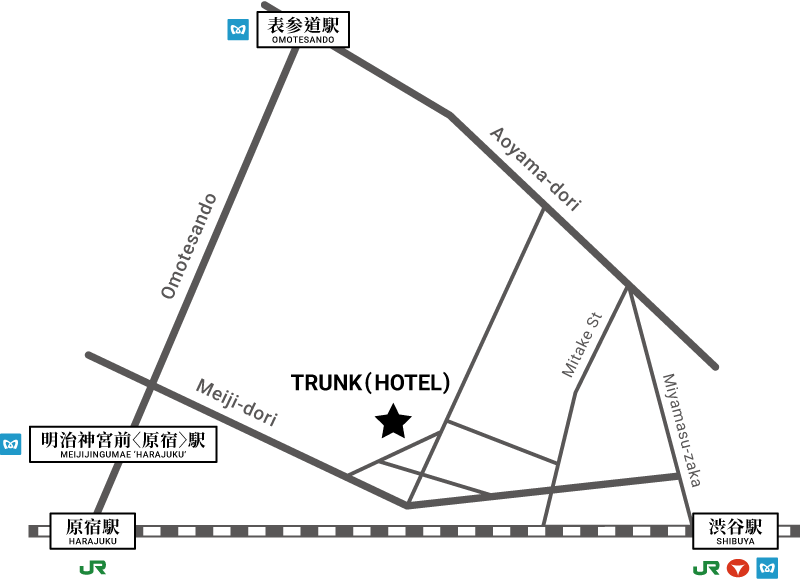 表参道駅
OMOTESANDO
Aoyama-dori
Omotesando
Mitake St
TRUNK(HOTEL)
Meiji-dori
Miyamasu-zaka
明治神宮前〈原宿〉駅
MEIJIJINGUMAE 'HARAJUKU'
原宿駅
HARAJUKU
渋谷駅
SHIBUYA
JR
JR